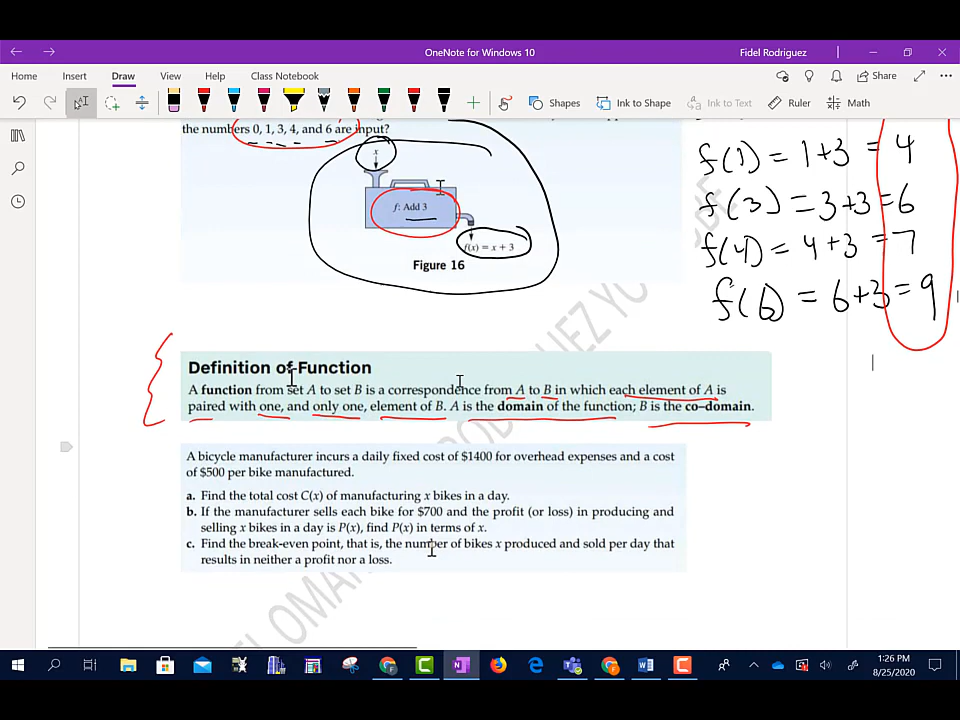 OneNote for Windows 10
Fidel Rodriguez
Home Insert Draw View Help Class Notebook
Share
Shapes Ink to Shape Ink to Text Ruler Math
the numbers 0, 1, 3, 4, and 6 are input?
x
f: Add 3
f(x) = x + 3
Figure 16
f(1) = 1+3 = 4
f(3) = 3+3 = 6
f(4) = 4+3 = 7
f(6) = 6+3 = 9
Definition of Function
A function from set A to set B is a correspondence from A to B in which each element of A is
paired with one, and only one, element of B. A is the domain of the function; B is the co–domain.
A bicycle manufacturer incurs a daily fixed cost of $1400 for overhead expenses and a cost
of $500 per bike manufactured.
a. Find the total cost C(x) of manufacturing x bikes in a day.
b. If the manufacturer sells each bike for $700 and the profit (or loss) in producing and
selling x bikes in a day is P(x), find P(x) in terms of x.
c. Find the break-even point, that is, the number of bikes x produced and sold per day that
results in neither a profit nor a loss.
1:26 PM
8/25/2020